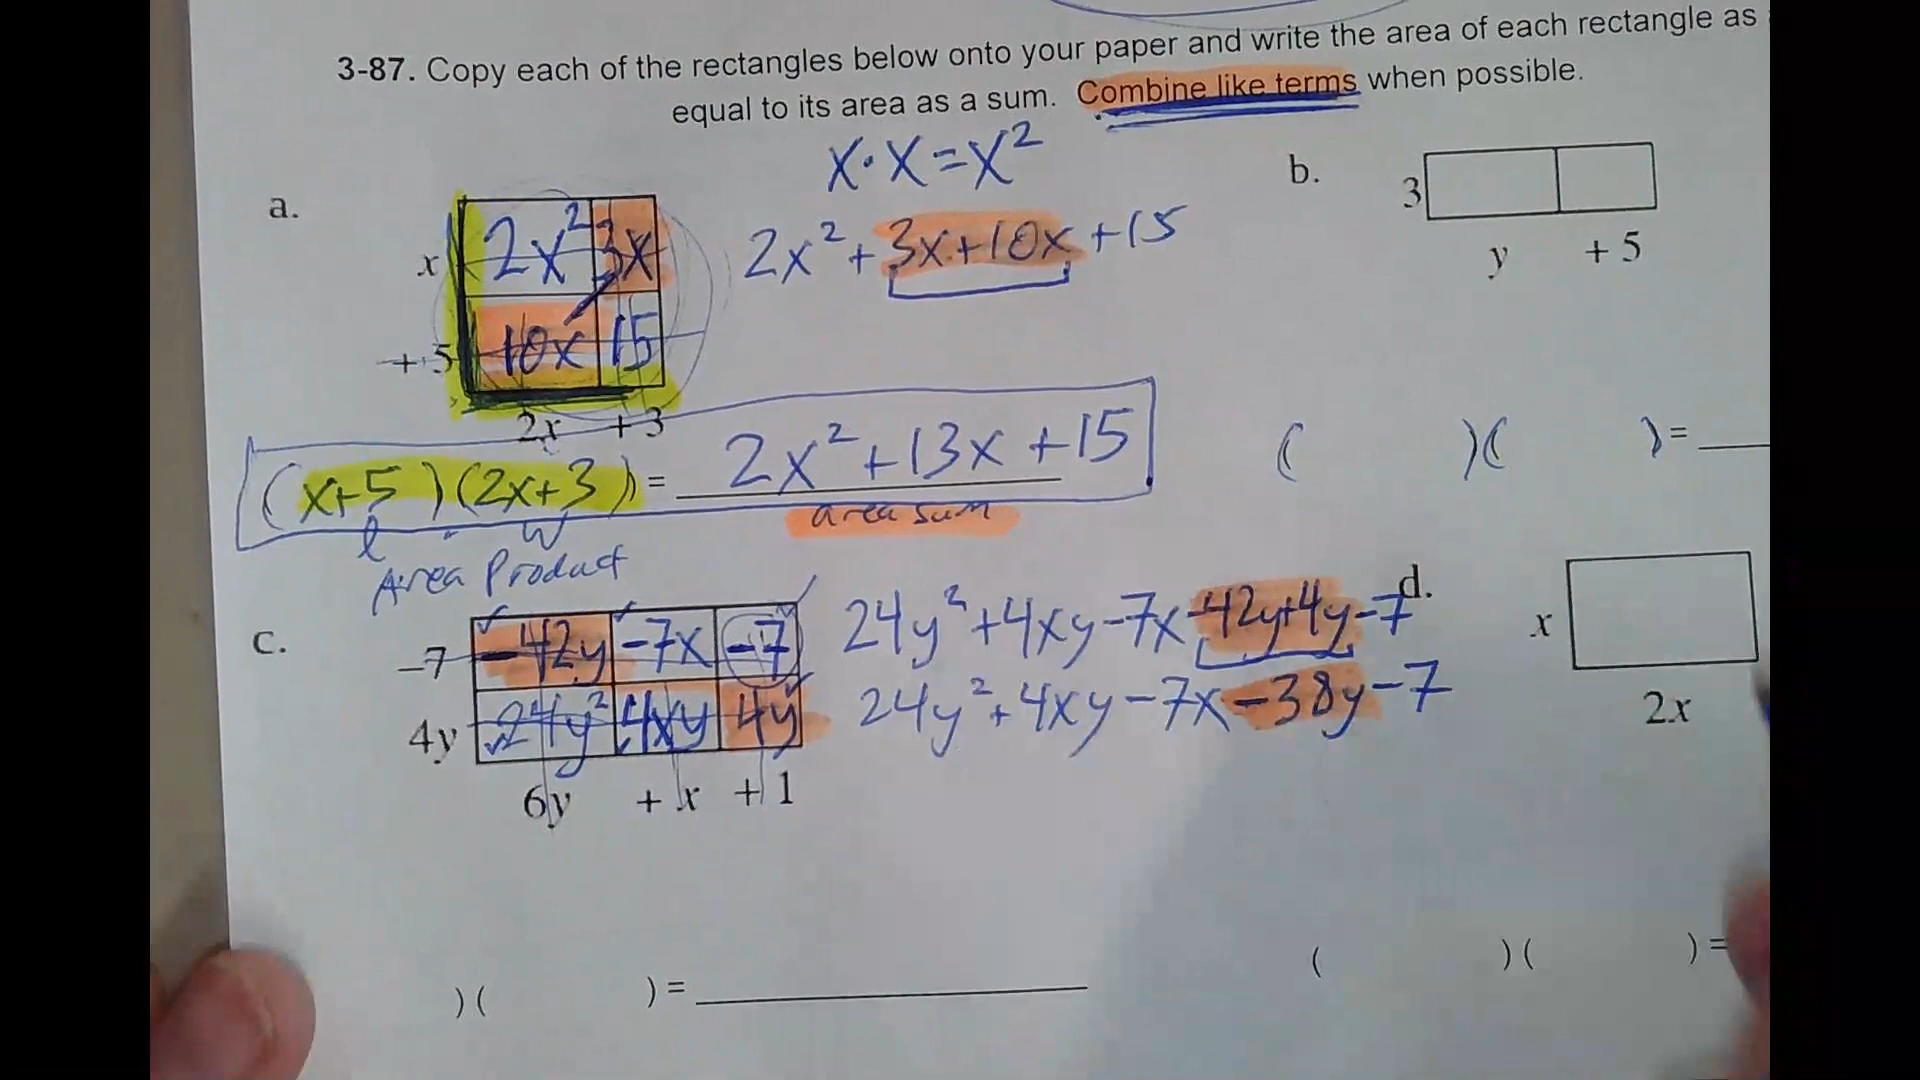 3-87. Copy each of the rectangles below onto your paper and write the area of each rectangle as
equal to its area as a sum. Combine like terms when possible.
x·x=x²
a.
x
+5
2x² 3x
10x 15
2x +3
2x²+3x+10x+15
(x+5)(2x+3)= 2x²+13x+15
l w
area sum
Area Product
b.
3
y +5
( )( )=
c.
-7
4y
-42y -7x -7
24y² 4xy 4y
6y +x +1
24y²+4xy-7x-42y+4y-7
24y²+4xy-7x-38y-7
)( )=
d.
x
2x
( )( )=